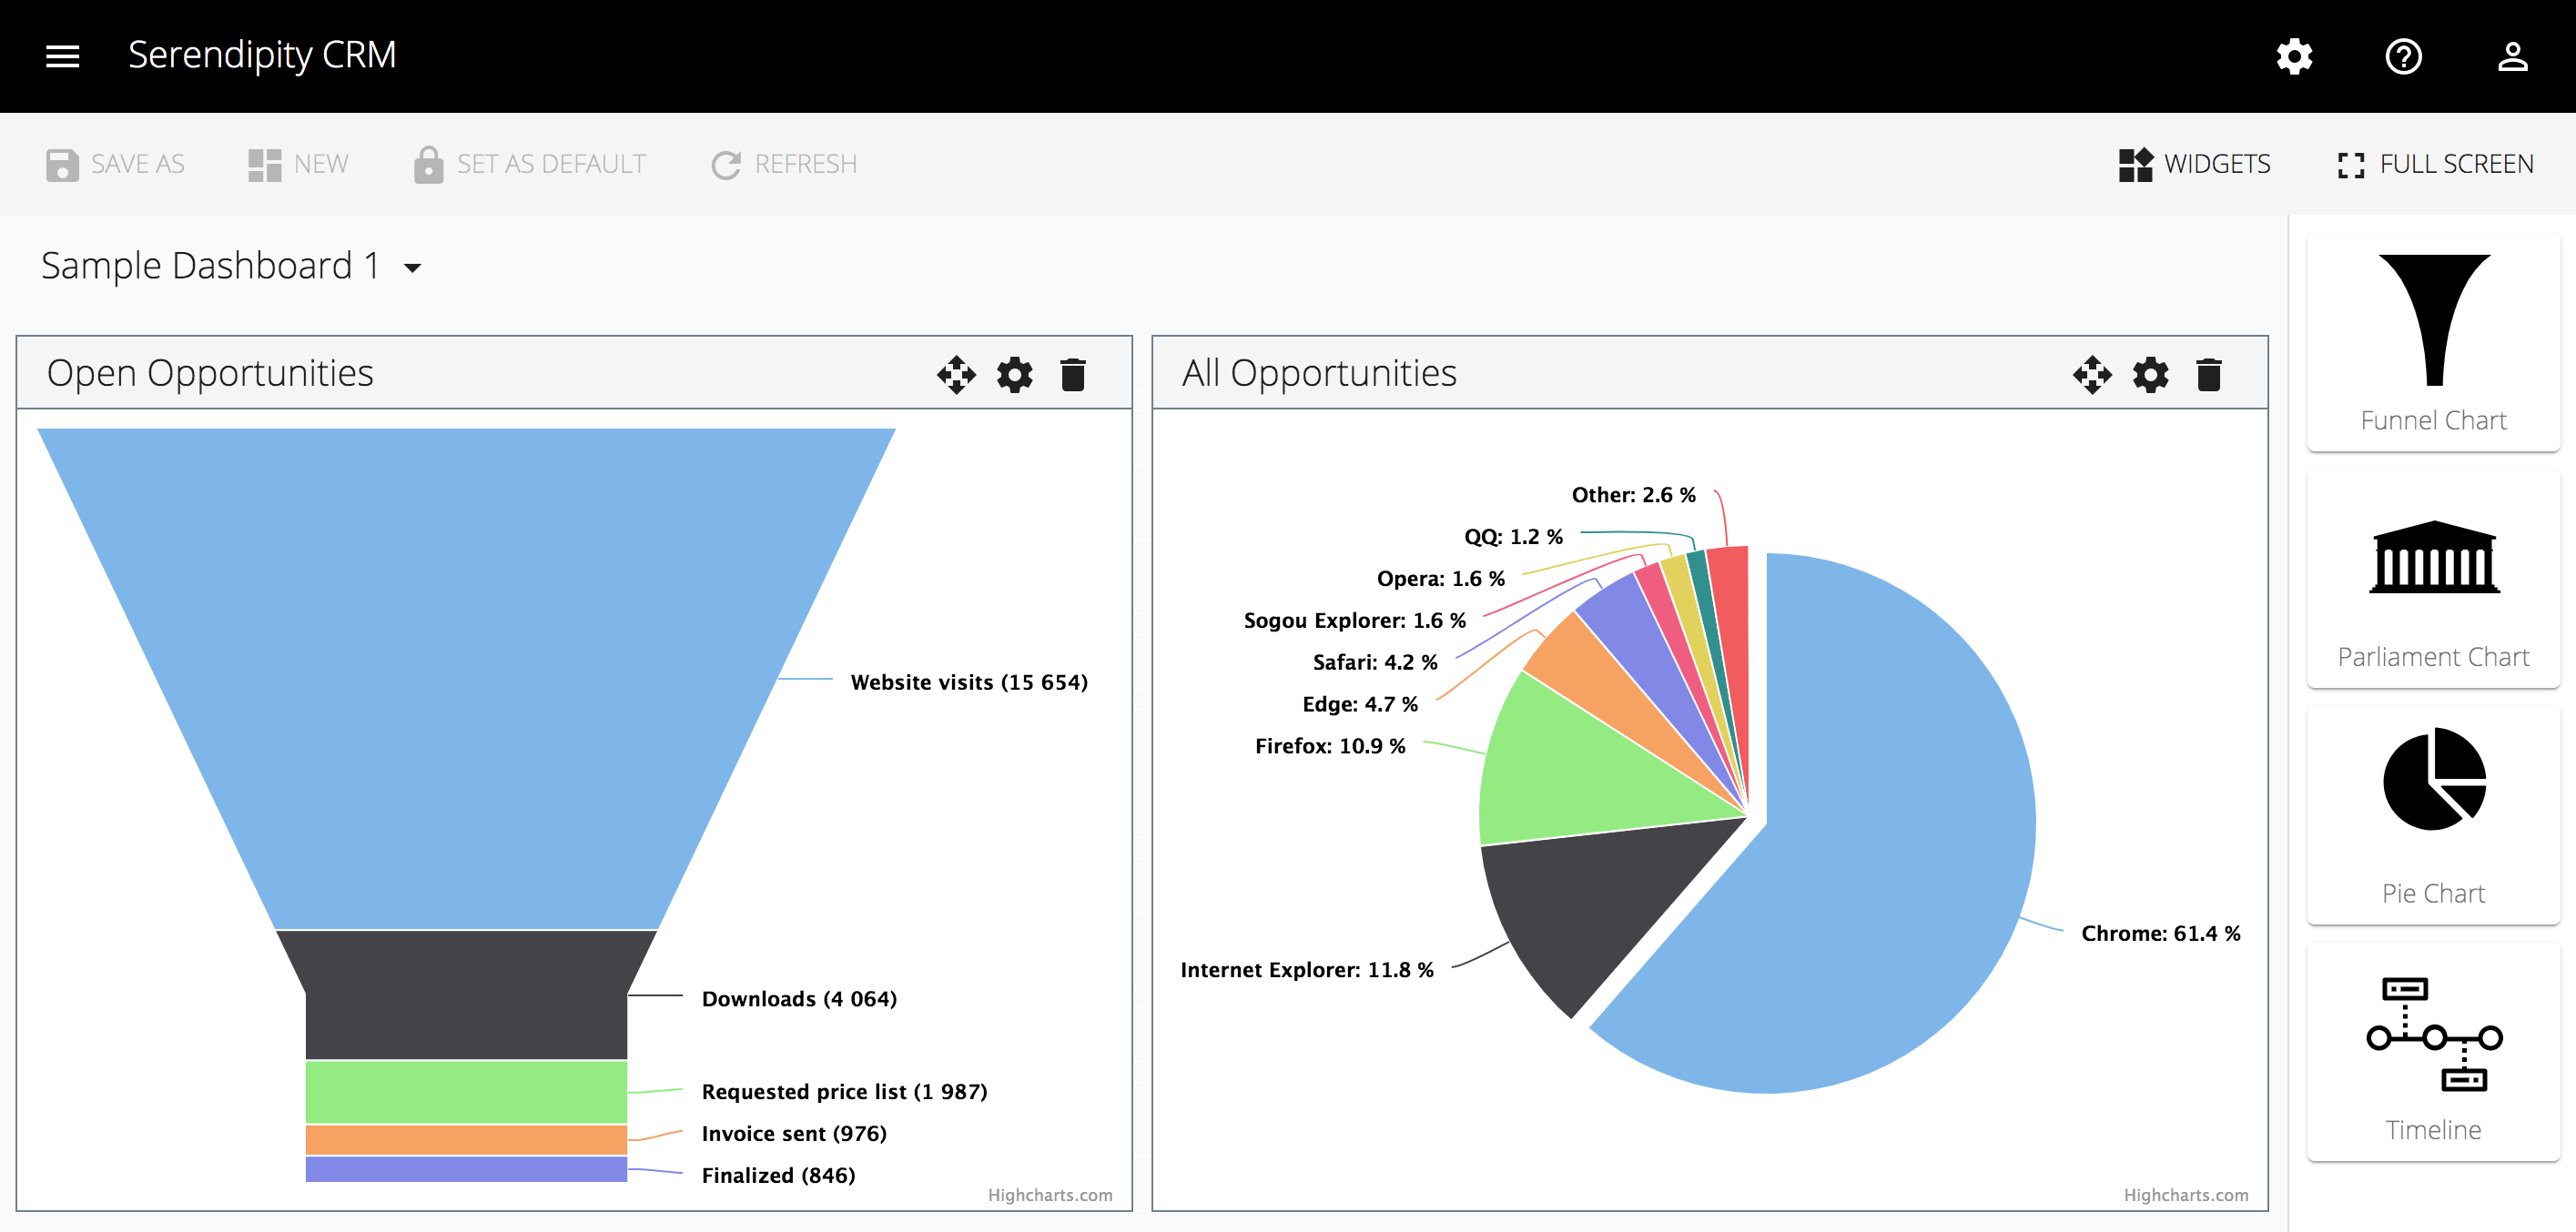 Serendipity CRM
SAVE AS NEW SET AS DEFAULT REFRESH WIDGETS FULL SCREEN
Sample Dashboard 1
Open Opportunities
Website visits (15 654)
Downloads (4 064)
Requested price list (1 987)
Invoice sent (976)
Finalized (846)
Highcharts.com
All Opportunities
Other: 2.6 %
QQ: 1.2 %
Opera: 1.6 %
Sogou Explorer: 1.6 %
Safari: 4.2 %
Edge: 4.7 %
Firefox: 10.9 %
Chrome: 61.4 %
Internet Explorer: 11.8 %
Highcharts.com
Funnel Chart
Parliament Chart
Pie Chart
Timeline